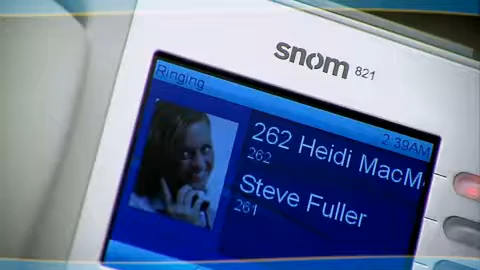 snom 821
Ringing
2:39AM
262 Heidi MacM
262
Steve Fuller
261